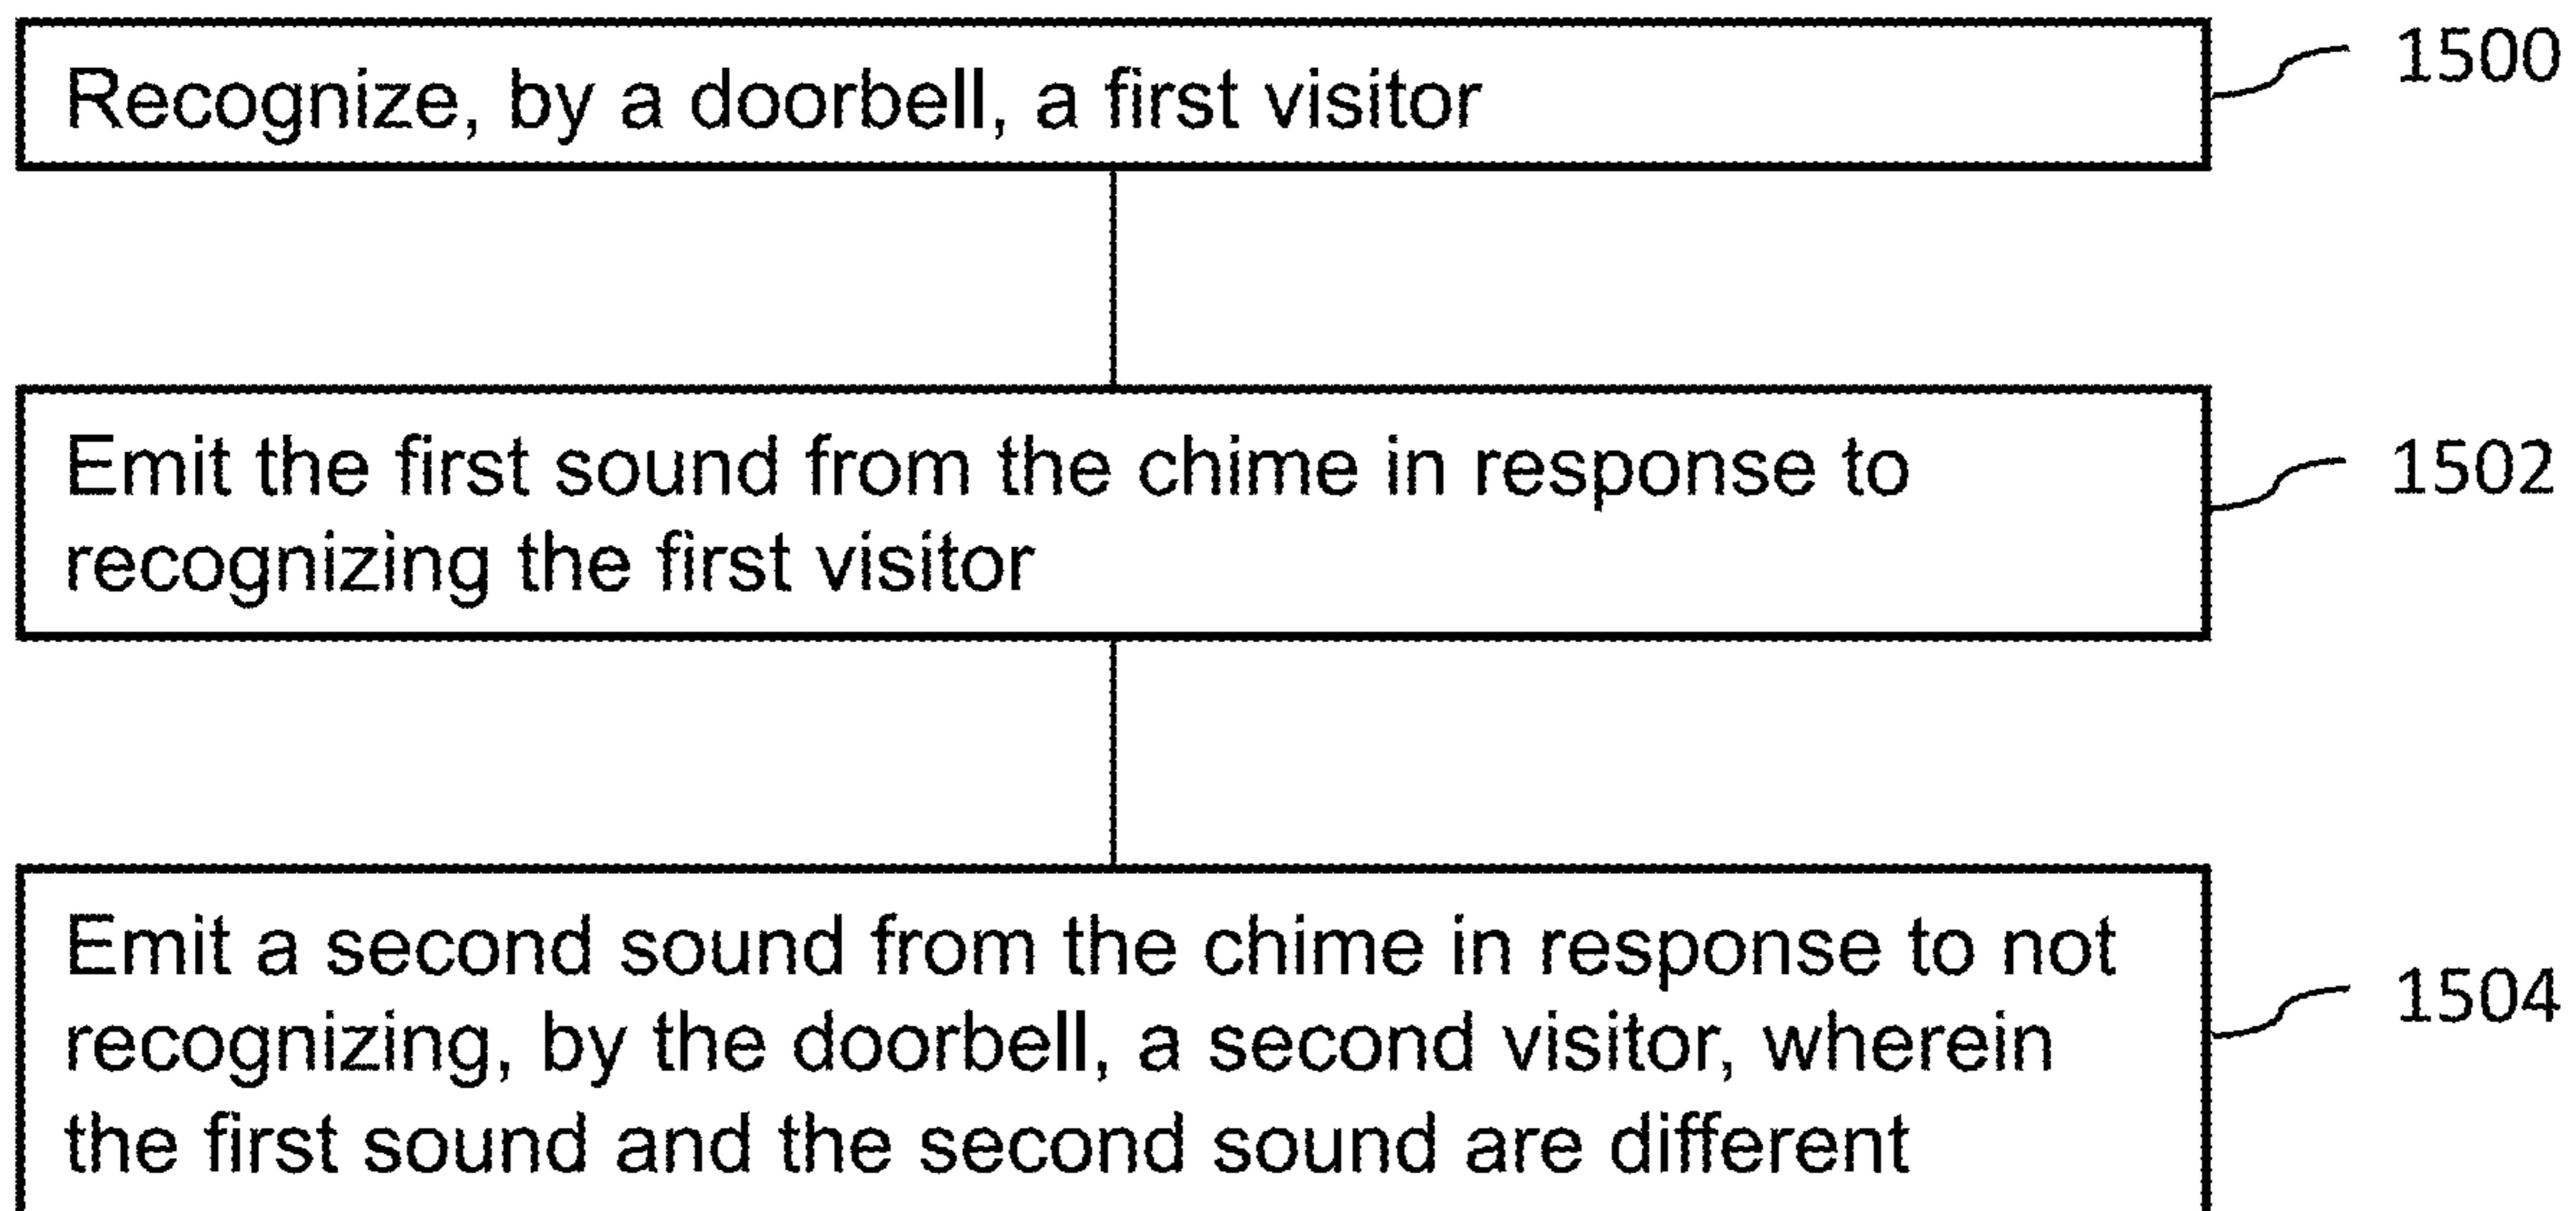 Recognize, by a doorbell, a first visitor
1500
Emit the first sound from the chime in response to
recognizing the first visitor
1502
Emit a second sound from the chime in response to not
recognizing, by the doorbell, a second visitor, wherein
the first sound and the second sound are different
1504